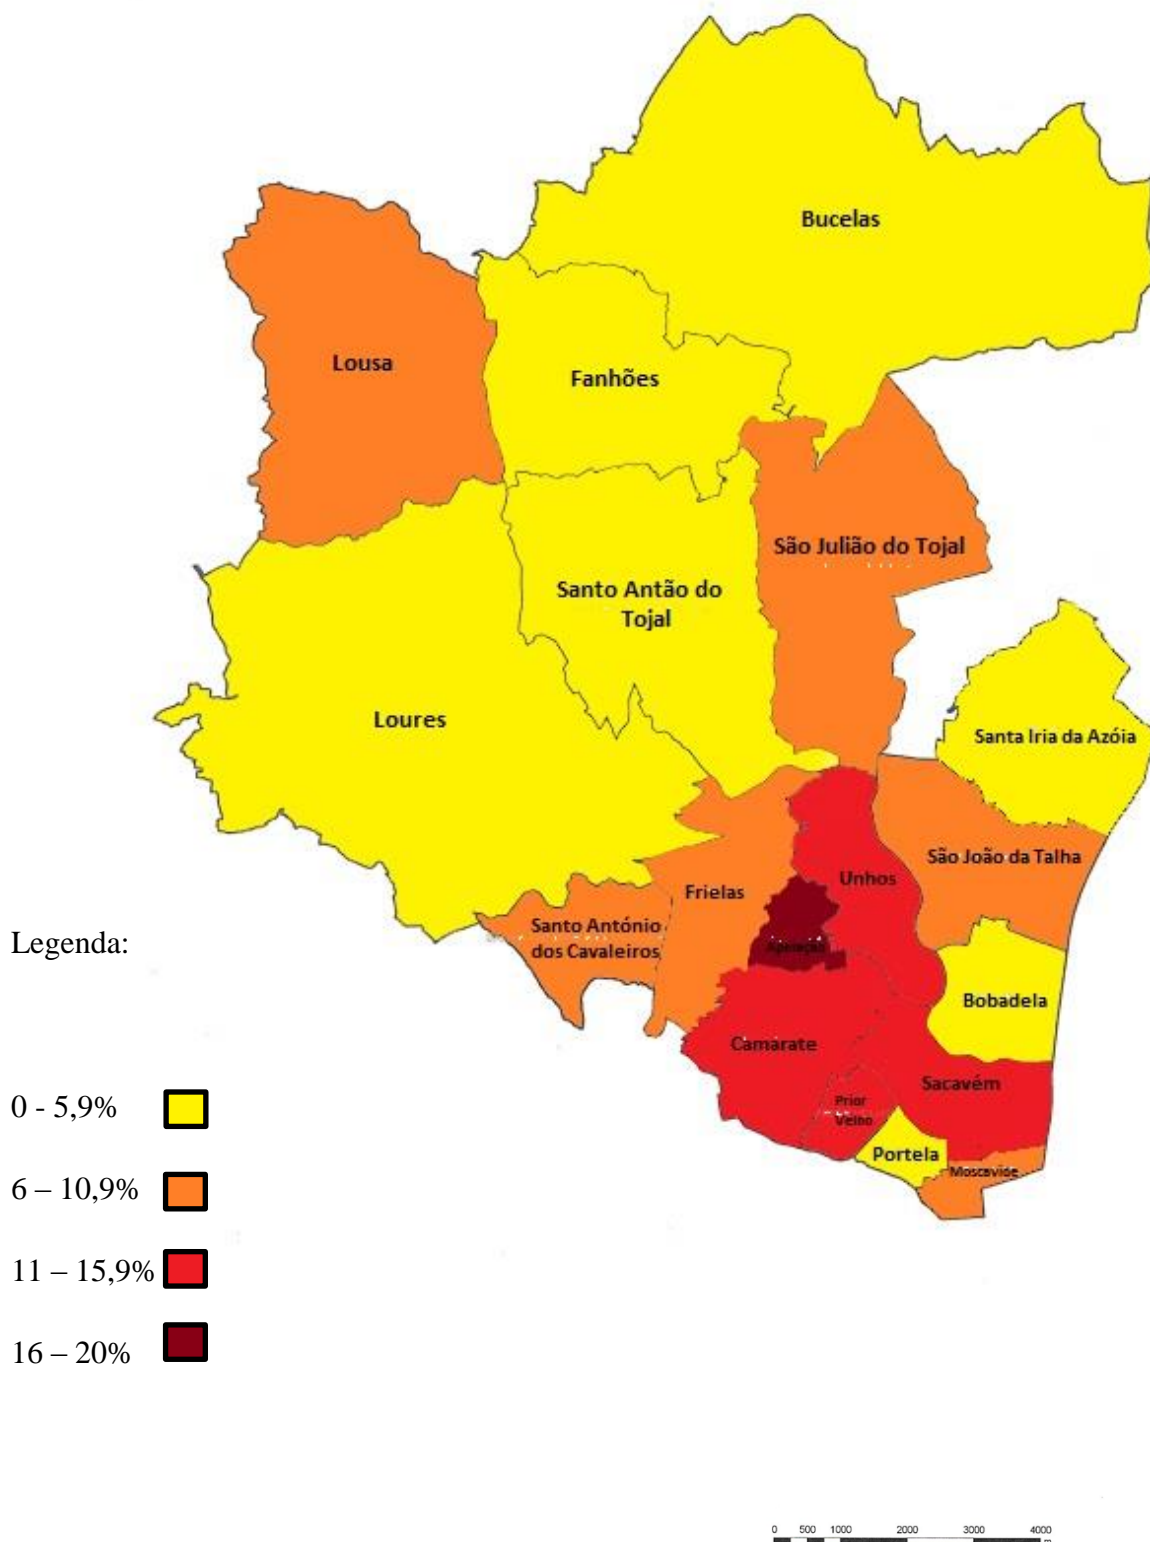 Bucelas
Lousa
Fanhões
São Julião do Tojal
Santo Antão do
Tojal
Loures
Santa Iria da Azóia
São João da Talha
Unhos
Frielas
Santo António
dos Cavaleiros
Apelação
Bobadela
Camarate
Sacavém
Prior
Velho
Portela
Moscavide
Legenda:
0 - 5,9%
6 – 10,9%
11 – 15,9%
16 – 20%
0 500 1000 2000 3000 4000
m